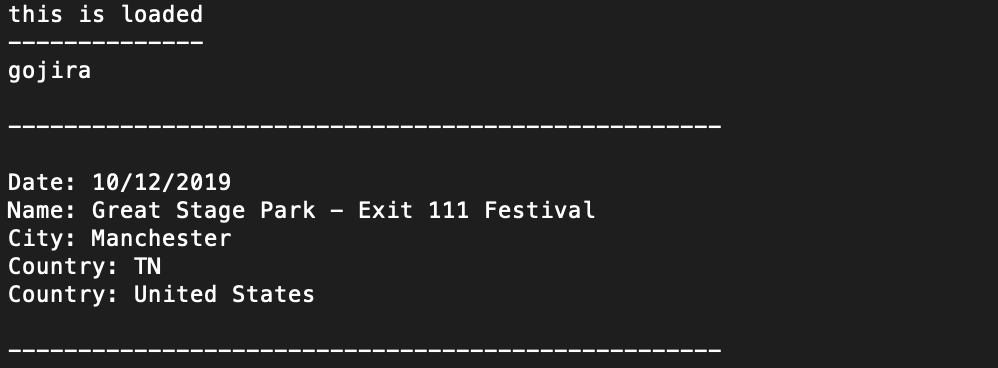 this is loaded
--------------
gojira
---------------------------------------------------
Date: 10/12/2019
Name: Great Stage Park - Exit 111 Festival
City: Manchester
Country: TN
Country: United States
---------------------------------------------------